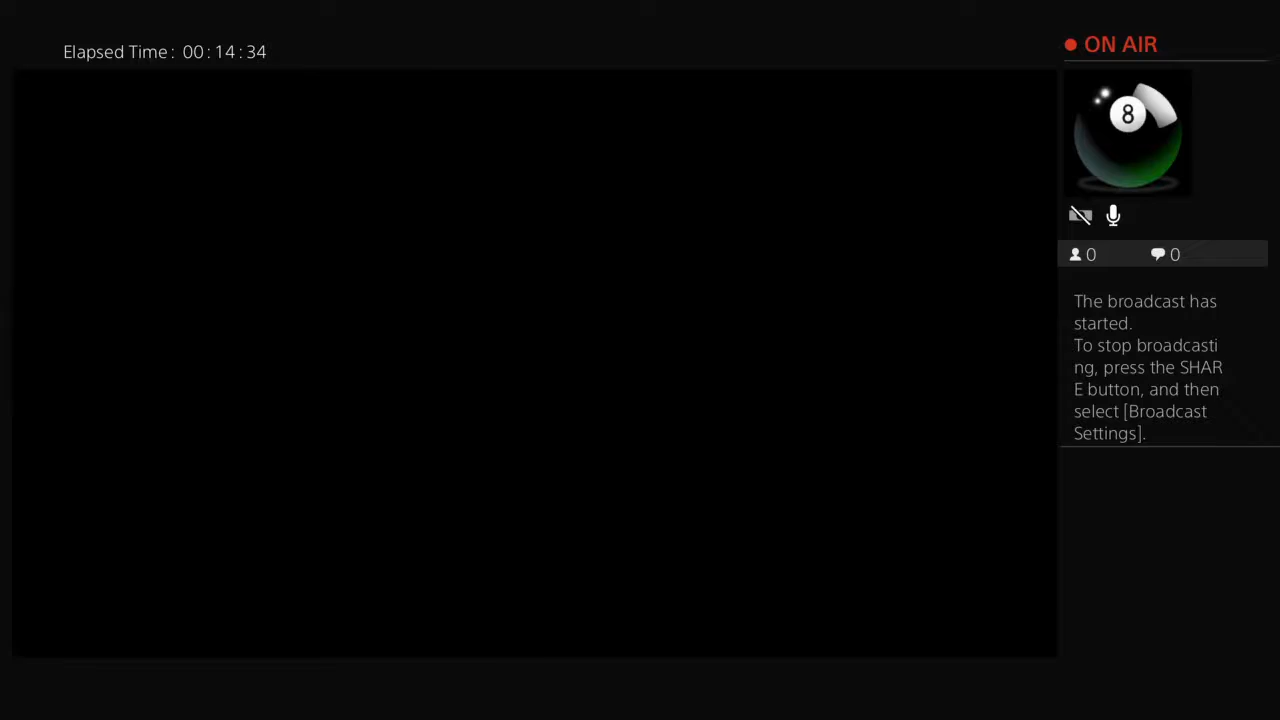 Elapsed Time: 00:14:34
ON AIR
8
0
0
The broadcast has
started.
To stop broadcasti
ng, press the SHAR
E button, and then
select [Broadcast
Settings].